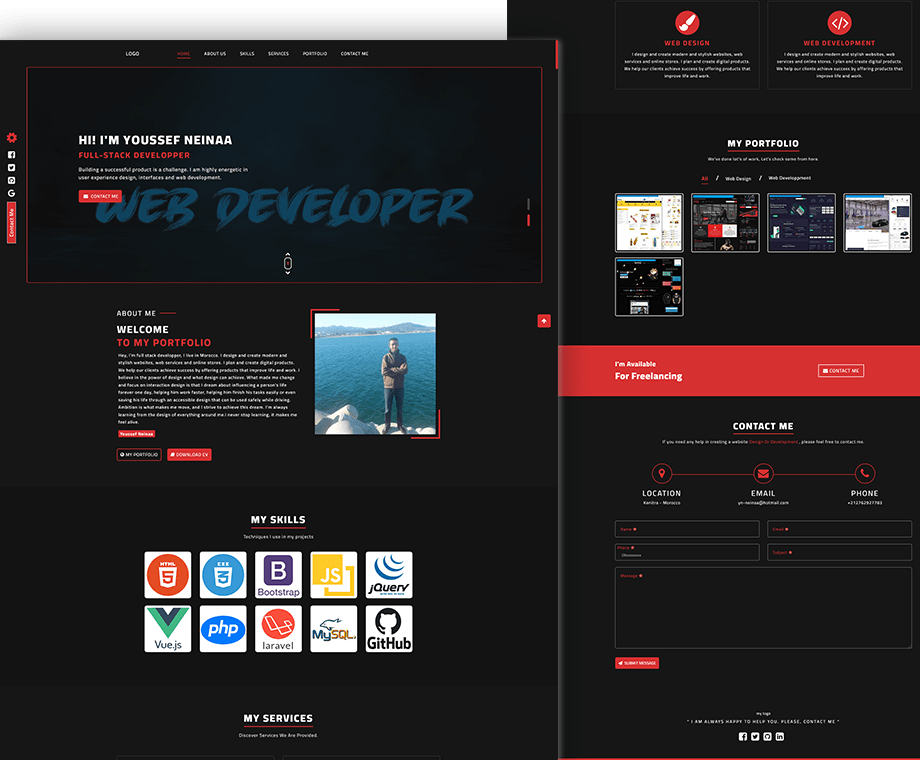 LOGO
HOME
ABOUT US
SKILLS
SERVICES
PORTFOLIO
CONTACT ME
HI! I'M YOUSSEF NEINAA
FULL-STACK DEVELOPPER
Building a successful product is a challenge. I am highly energetic in
user experience design, interfaces and web development.
CONTACT ME
WEB DEVELOPER
Contact Me
ABOUT ME
WELCOME
TO MY PORTFOLIO
Hey, I'm full stack developper, I live in Morocco. I design and create modern and
stylish websites, web services and online stores. I plan and create digital products.
We help our clients achieve success by offering products that improve life and work. I
believe in the power of design and what design can achieve. What made me change
and focus on interaction design is that I dream about influencing a person's life
forever one day, helping him work faster, helping him finish his tasks easily or even
saving his life through an accessible design that can be used safely while driving.
Ambition is what makes me move, and I strive to achieve this dream. I'm always
learning from the design of everything around me.I never stop learning, it makes me
feel alive.
Youssef Neinaa
MY PORTFOLIO
DOWNLOAD CV
MY SKILLS
Techniques I use in my projects
HTML
5
CSS
3
B
Bootstrap
JS
jQuery
Vue.js
php
laravel
MySQL
GitHub
MY SERVICES
Discover Services We Are Provided.
WEB DESIGN
I design and create modern and stylish websites, web
services and online stores. I plan and create digital products.
We help our clients achieve success by offering products that
improve life and work.
WEB DEVELOPMENT
I design and create modern and stylish websites, web
services and online stores. I plan and create digital products.
We help our clients achieve success by offering products that
improve life and work.
MY PORTFOLIO
We've done lot's of work, Let's check some from here
All / Web Design / Web Developpment
I'm Available
For Freelancing
CONTACT ME
CONTACT ME
If you need any help in creating a website Design Or Development, please feel free to contact me.
LOCATION
Kenitra - Morocco
EMAIL
yn-neinaa@hotmail.com
PHONE
+212762927783
Name
Email
Phone
Subject
Message
SUBMIT MESSAGE
my logo
" I AM ALWAYS HAPPY TO HELP YOU. PLEASE, CONTACT ME "